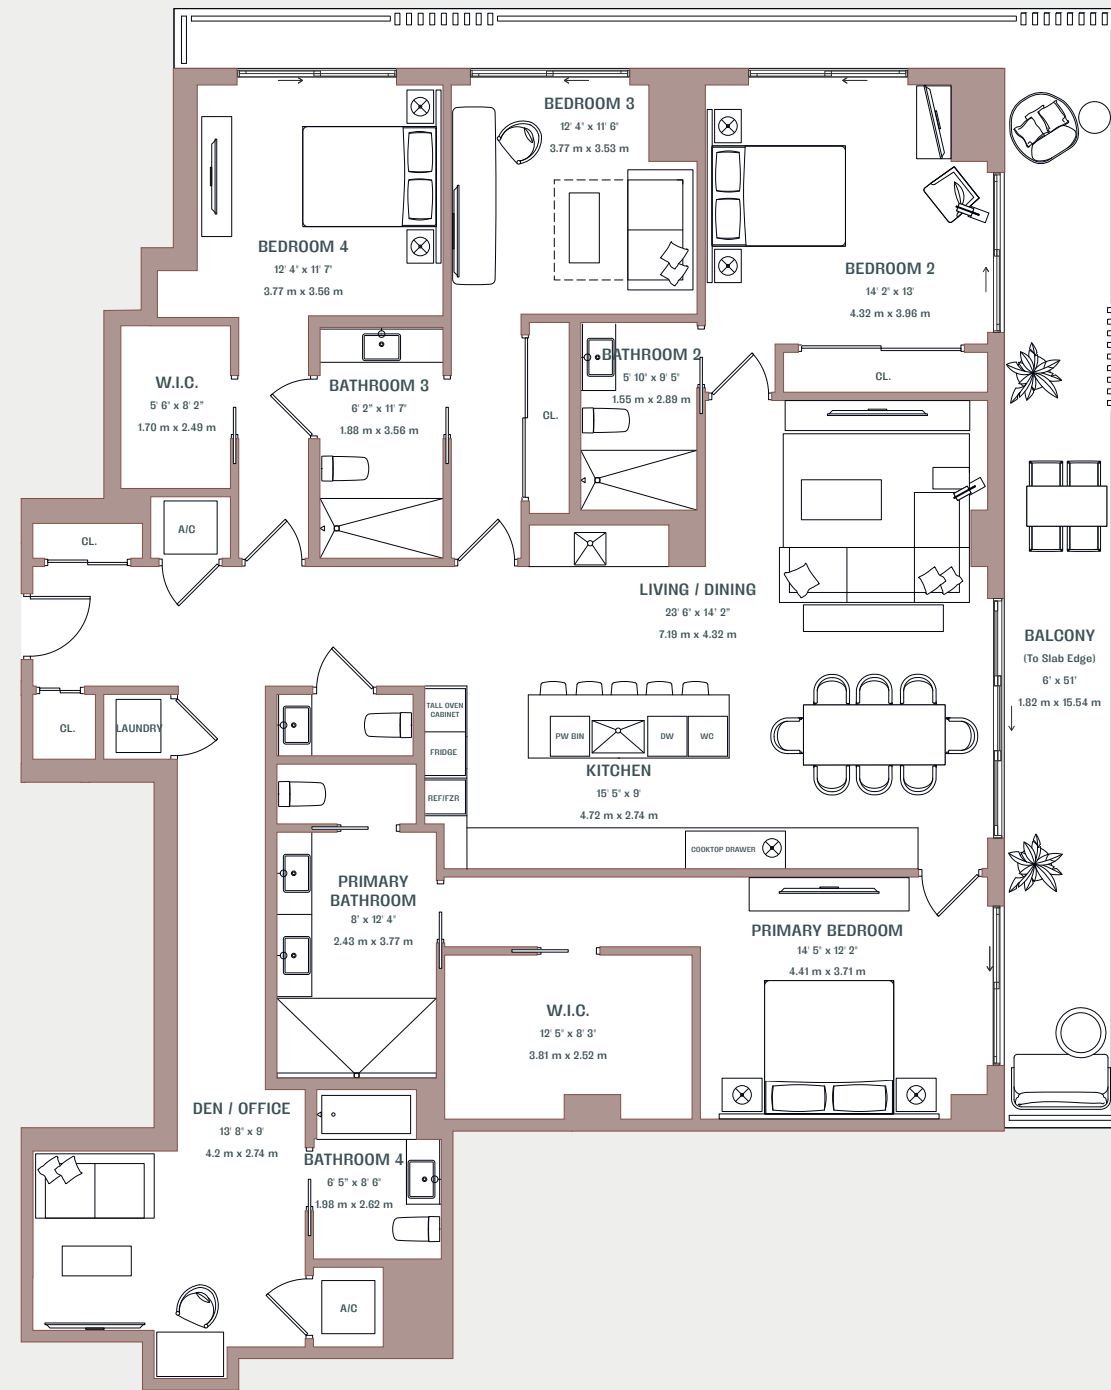 BEDROOM 3
12' 4" x 11' 6"
3.77 m x 3.53 m
BEDROOM 4
12' 4" x 11' 7"
3.77 m x 3.56 m
BEDROOM 2
14' 2" x 13'
4.32 m x 3.96 m
W.I.C.
5' 6" x 8' 2"
1.70 m x 2.49 m
BATHROOM 3
6' 2" x 11' 7"
1.88 m x 3.56 m
CL.
BATHROOM 2
5' 10" x 9' 5"
1.55 m x 2.89 m
CL.
A/C
CL.
LIVING / DINING
23' 6" x 14' 2"
7.19 m x 4.32 m
BALCONY
(To Slab Edge)
6' x 51'
1.82 m x 15.54 m
CL.
LAUNDRY
TALL OVEN
CABINET
FRIDGE
REF/FZR
PW BIN
DW
WC
KITCHEN
15' 5" x 9'
4.72 m x 2.74 m
COOKTOP DRAWER
PRIMARY
BATHROOM
8' x 12' 4"
2.43 m x 3.77 m
PRIMARY BEDROOM
14' 5" x 12' 2"
4.41 m x 3.71 m
W.I.C.
12' 5" x 8' 3"
3.81 m x 2.52 m
DEN / OFFICE
13' 8" x 9'
4.2 m x 2.74 m
BATHROOM 4
6' 5" x 8' 6"
1.98 m x 2.62 m
A/C